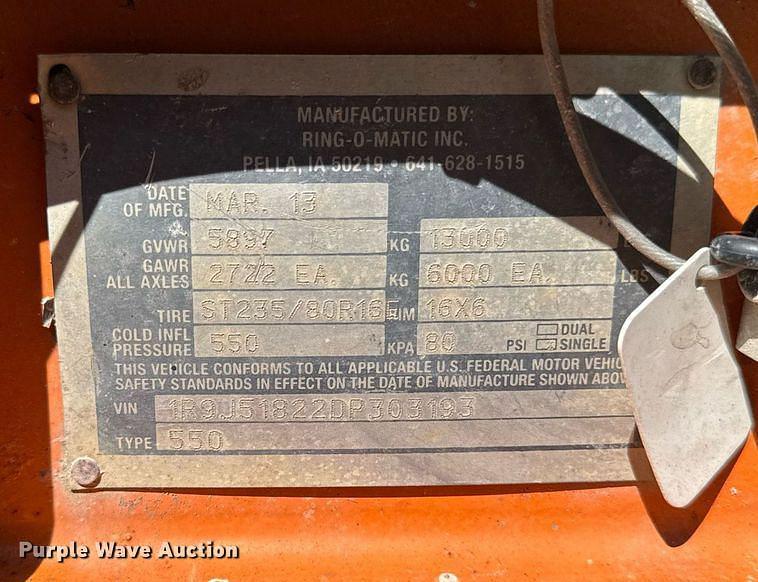 MANUFACTURED BY:
RING-O-MATIC INC.
PELLA, IA 50219 • 641-628-1515
DATE OF MFG. MAR. 13
GVWR 5897 KG 13000
GAWR ALL AXLES 2722 EA. KG 6000 EA. LBS
TIRE ST235/80R16E RIM 16X6
COLD INFL PRESSURE 550 KPA 80 PSI DUAL SINGLE
THIS VEHICLE CONFORMS TO ALL APPLICABLE U.S. FEDERAL MOTOR
SAFETY STANDARDS IN EFFECT ON THE DATE OF MANUFACTURE SHOWN
VIN 1R9J51822DP303193
TYPE 550
Purple Wave Auction